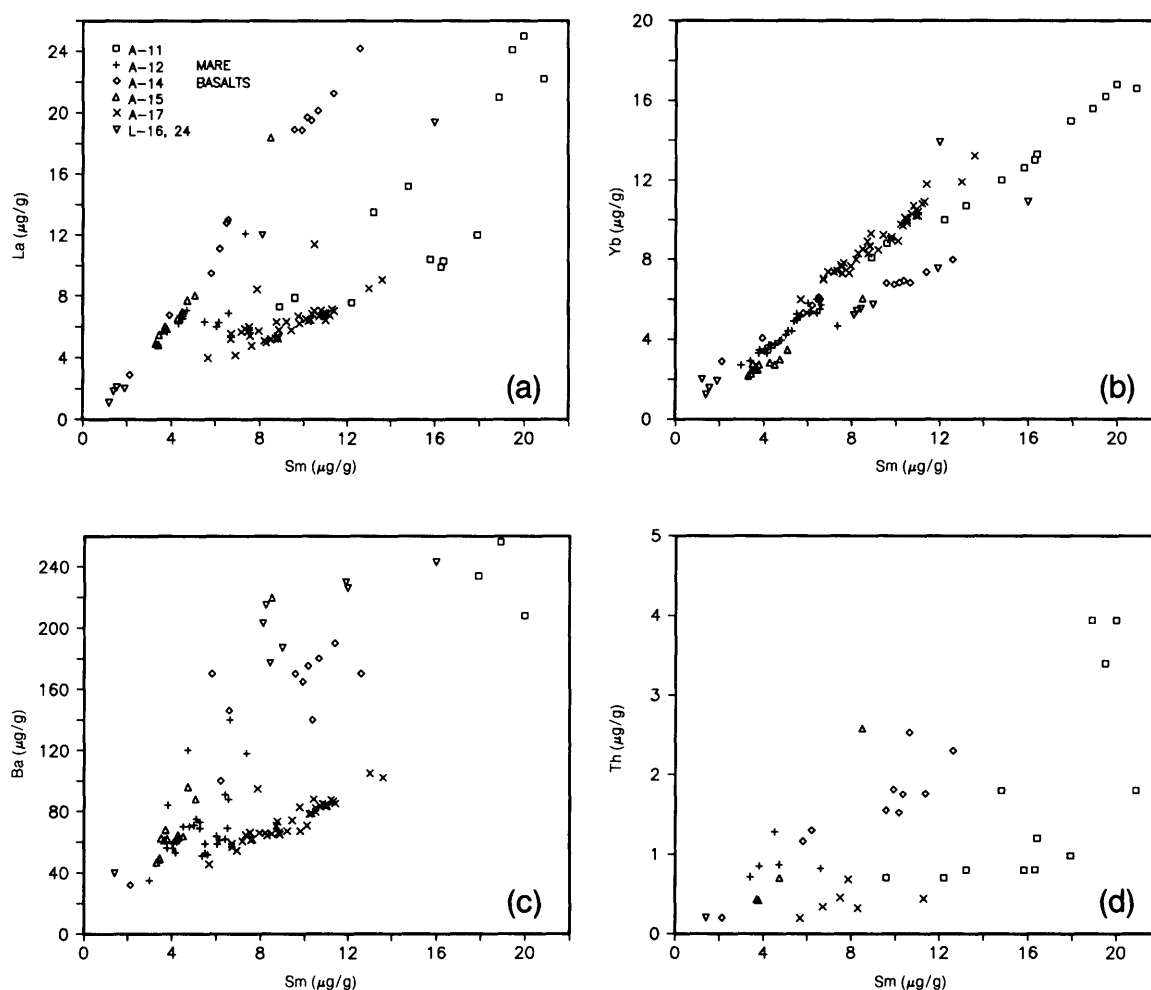 24
20
16
12
8
4
0
La (μg/g)
A-11
A-12 MARE
A-14 BASALTS
A-15
A-17
L-16, 24
(a)
0 4 8 12 16 20
Sm (μg/g)
20
16
12
8
4
0
Yb (μg/g)
(b)
0 4 8 12 16 20
Sm (μg/g)
240
200
160
120
80
40
0
Ba (μg/g)
(c)
0 4 8 12 16 20
Sm (μg/g)
5
4
3
2
1
0
Th (μg/g)
(d)
0 4 8 12 16 20
Sm (μg/g)